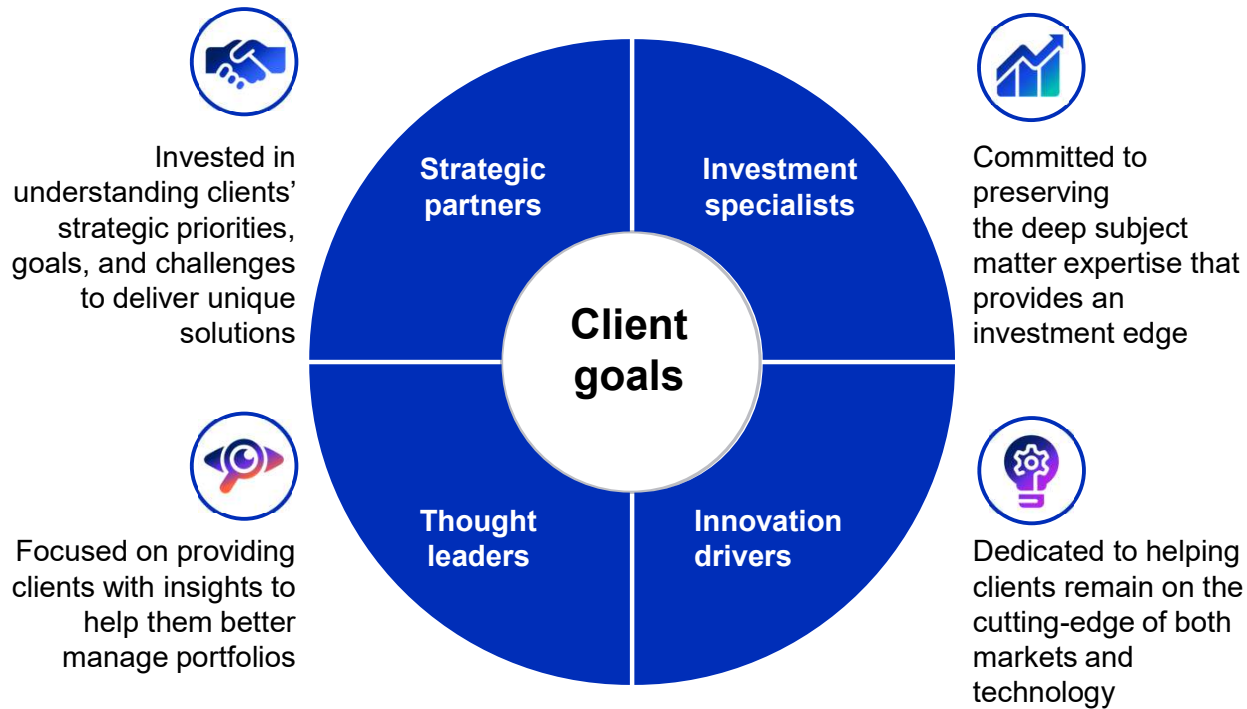 Invested in
understanding clients’
strategic priorities,
goals, and challenges
to deliver unique
solutions
Strategic
partners
Investment
specialists
Committed to
preserving
the deep subject
matter expertise that
provides an
investment edge
Client
goals
Focused on providing
clients with insights to
help them better
manage portfolios
Thought
leaders
Innovation
drivers
Dedicated to helping
clients remain on the
cutting-edge of both
markets and
technology